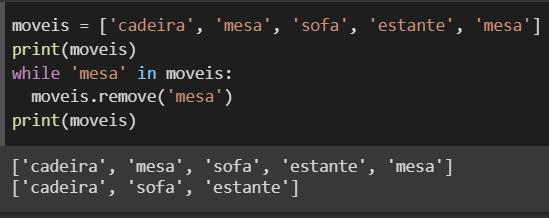 moveis = ['cadeira', 'mesa', 'sofa', 'estante', 'mesa']
print(moveis)
while 'mesa' in moveis:
  moveis.remove('mesa')
print(moveis)
['cadeira', 'mesa', 'sofa', 'estante', 'mesa']
['cadeira', 'sofa', 'estante']